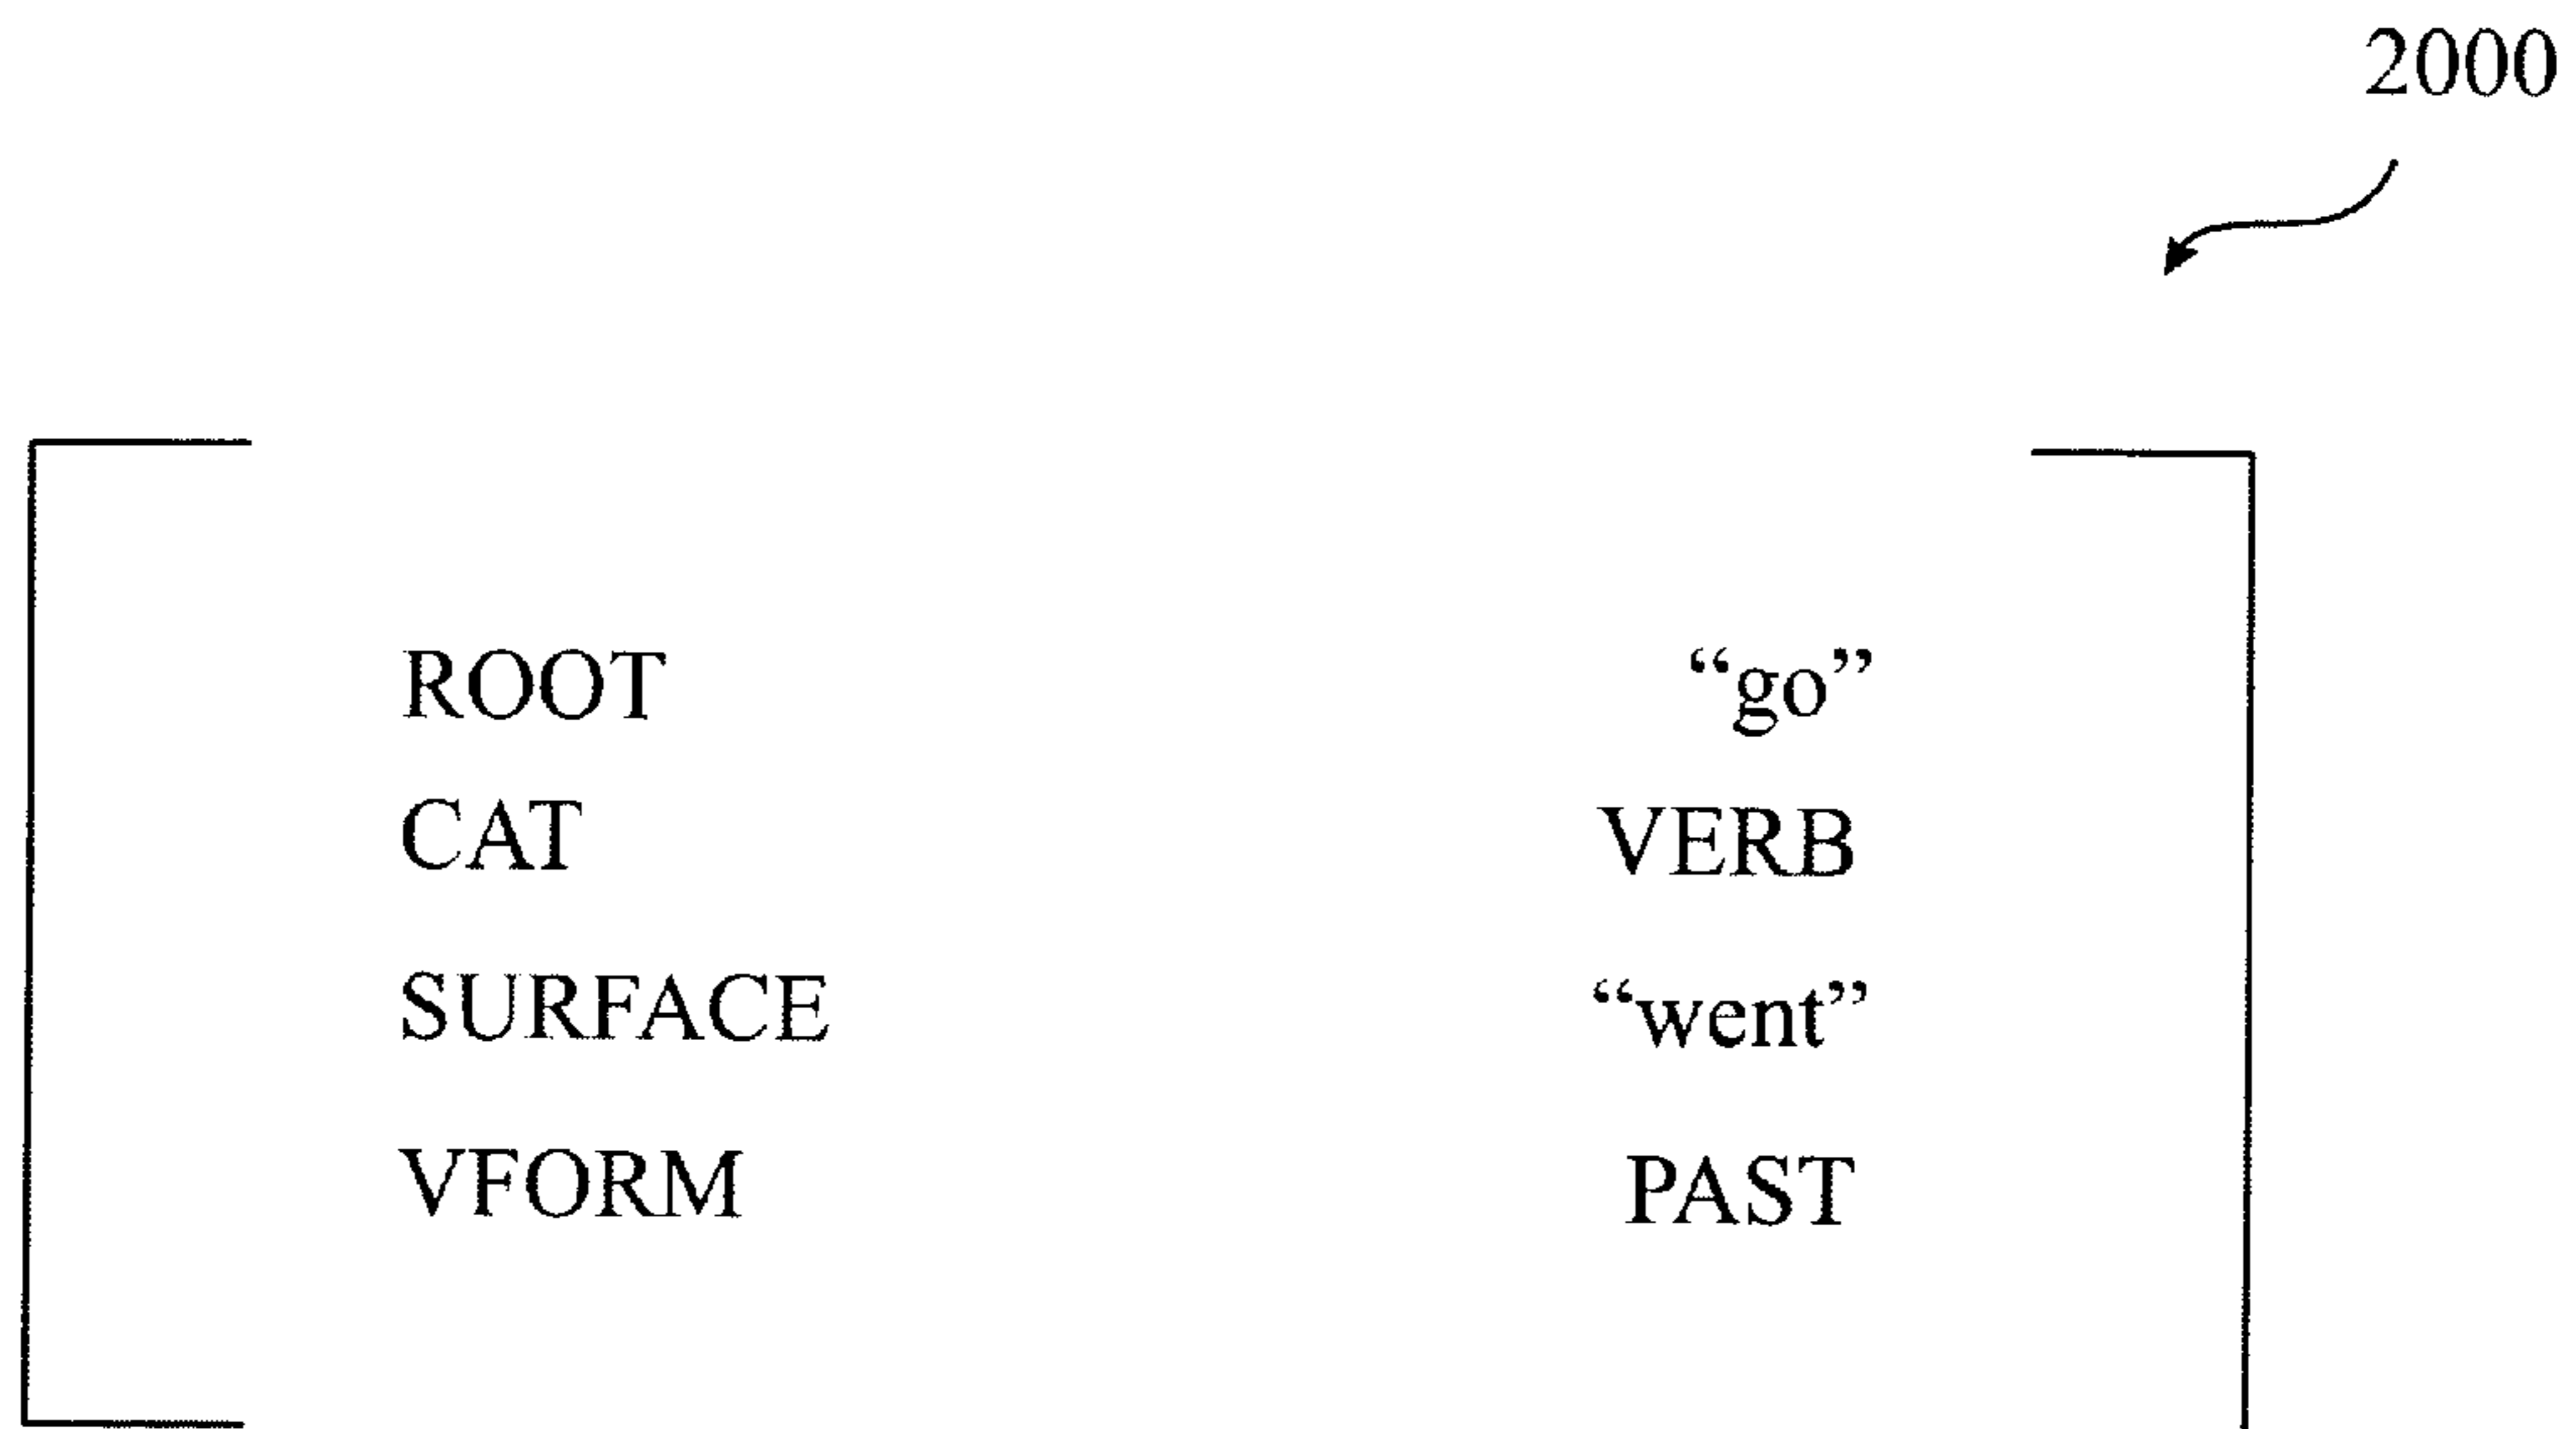 2000
ROOT “go”
CAT VERB
SURFACE “went”
VFORM PAST